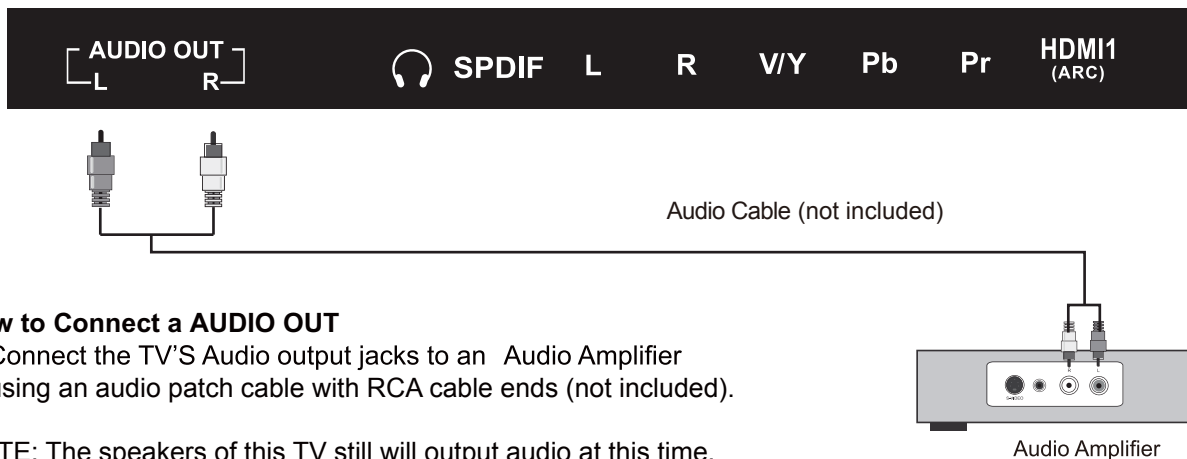 AUDIO OUT
L R
SPDIF L R V/Y Pb Pr HDMI1
(ARC)
Audio Cable (not included)
w to Connect a AUDIO OUT
Connect the TV'S Audio output jacks to an Audio Amplifier
using an audio patch cable with RCA cable ends (not included).
TE: The speakers of this TV still will output audio at this time.
R L
S-VIDEO
Audio Amplifier